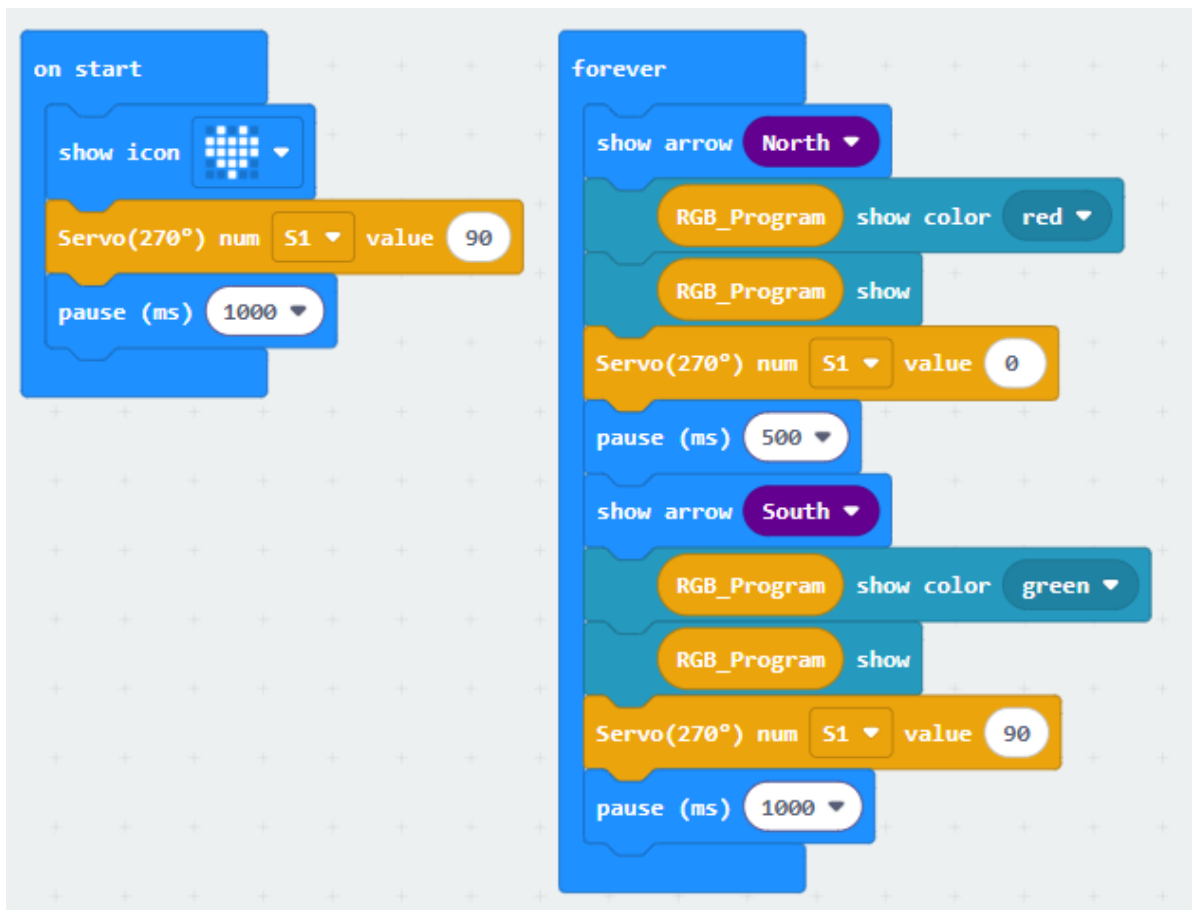 on start
show icon
Servo(270°) num S1 value 90
pause (ms) 1000
forever
show arrow North
RGB_Program show color red
RGB_Program show
Servo(270°) num S1 value 0
pause (ms) 500
show arrow South
RGB_Program show color green
RGB_Program show
Servo(270°) num S1 value 90
pause (ms) 1000